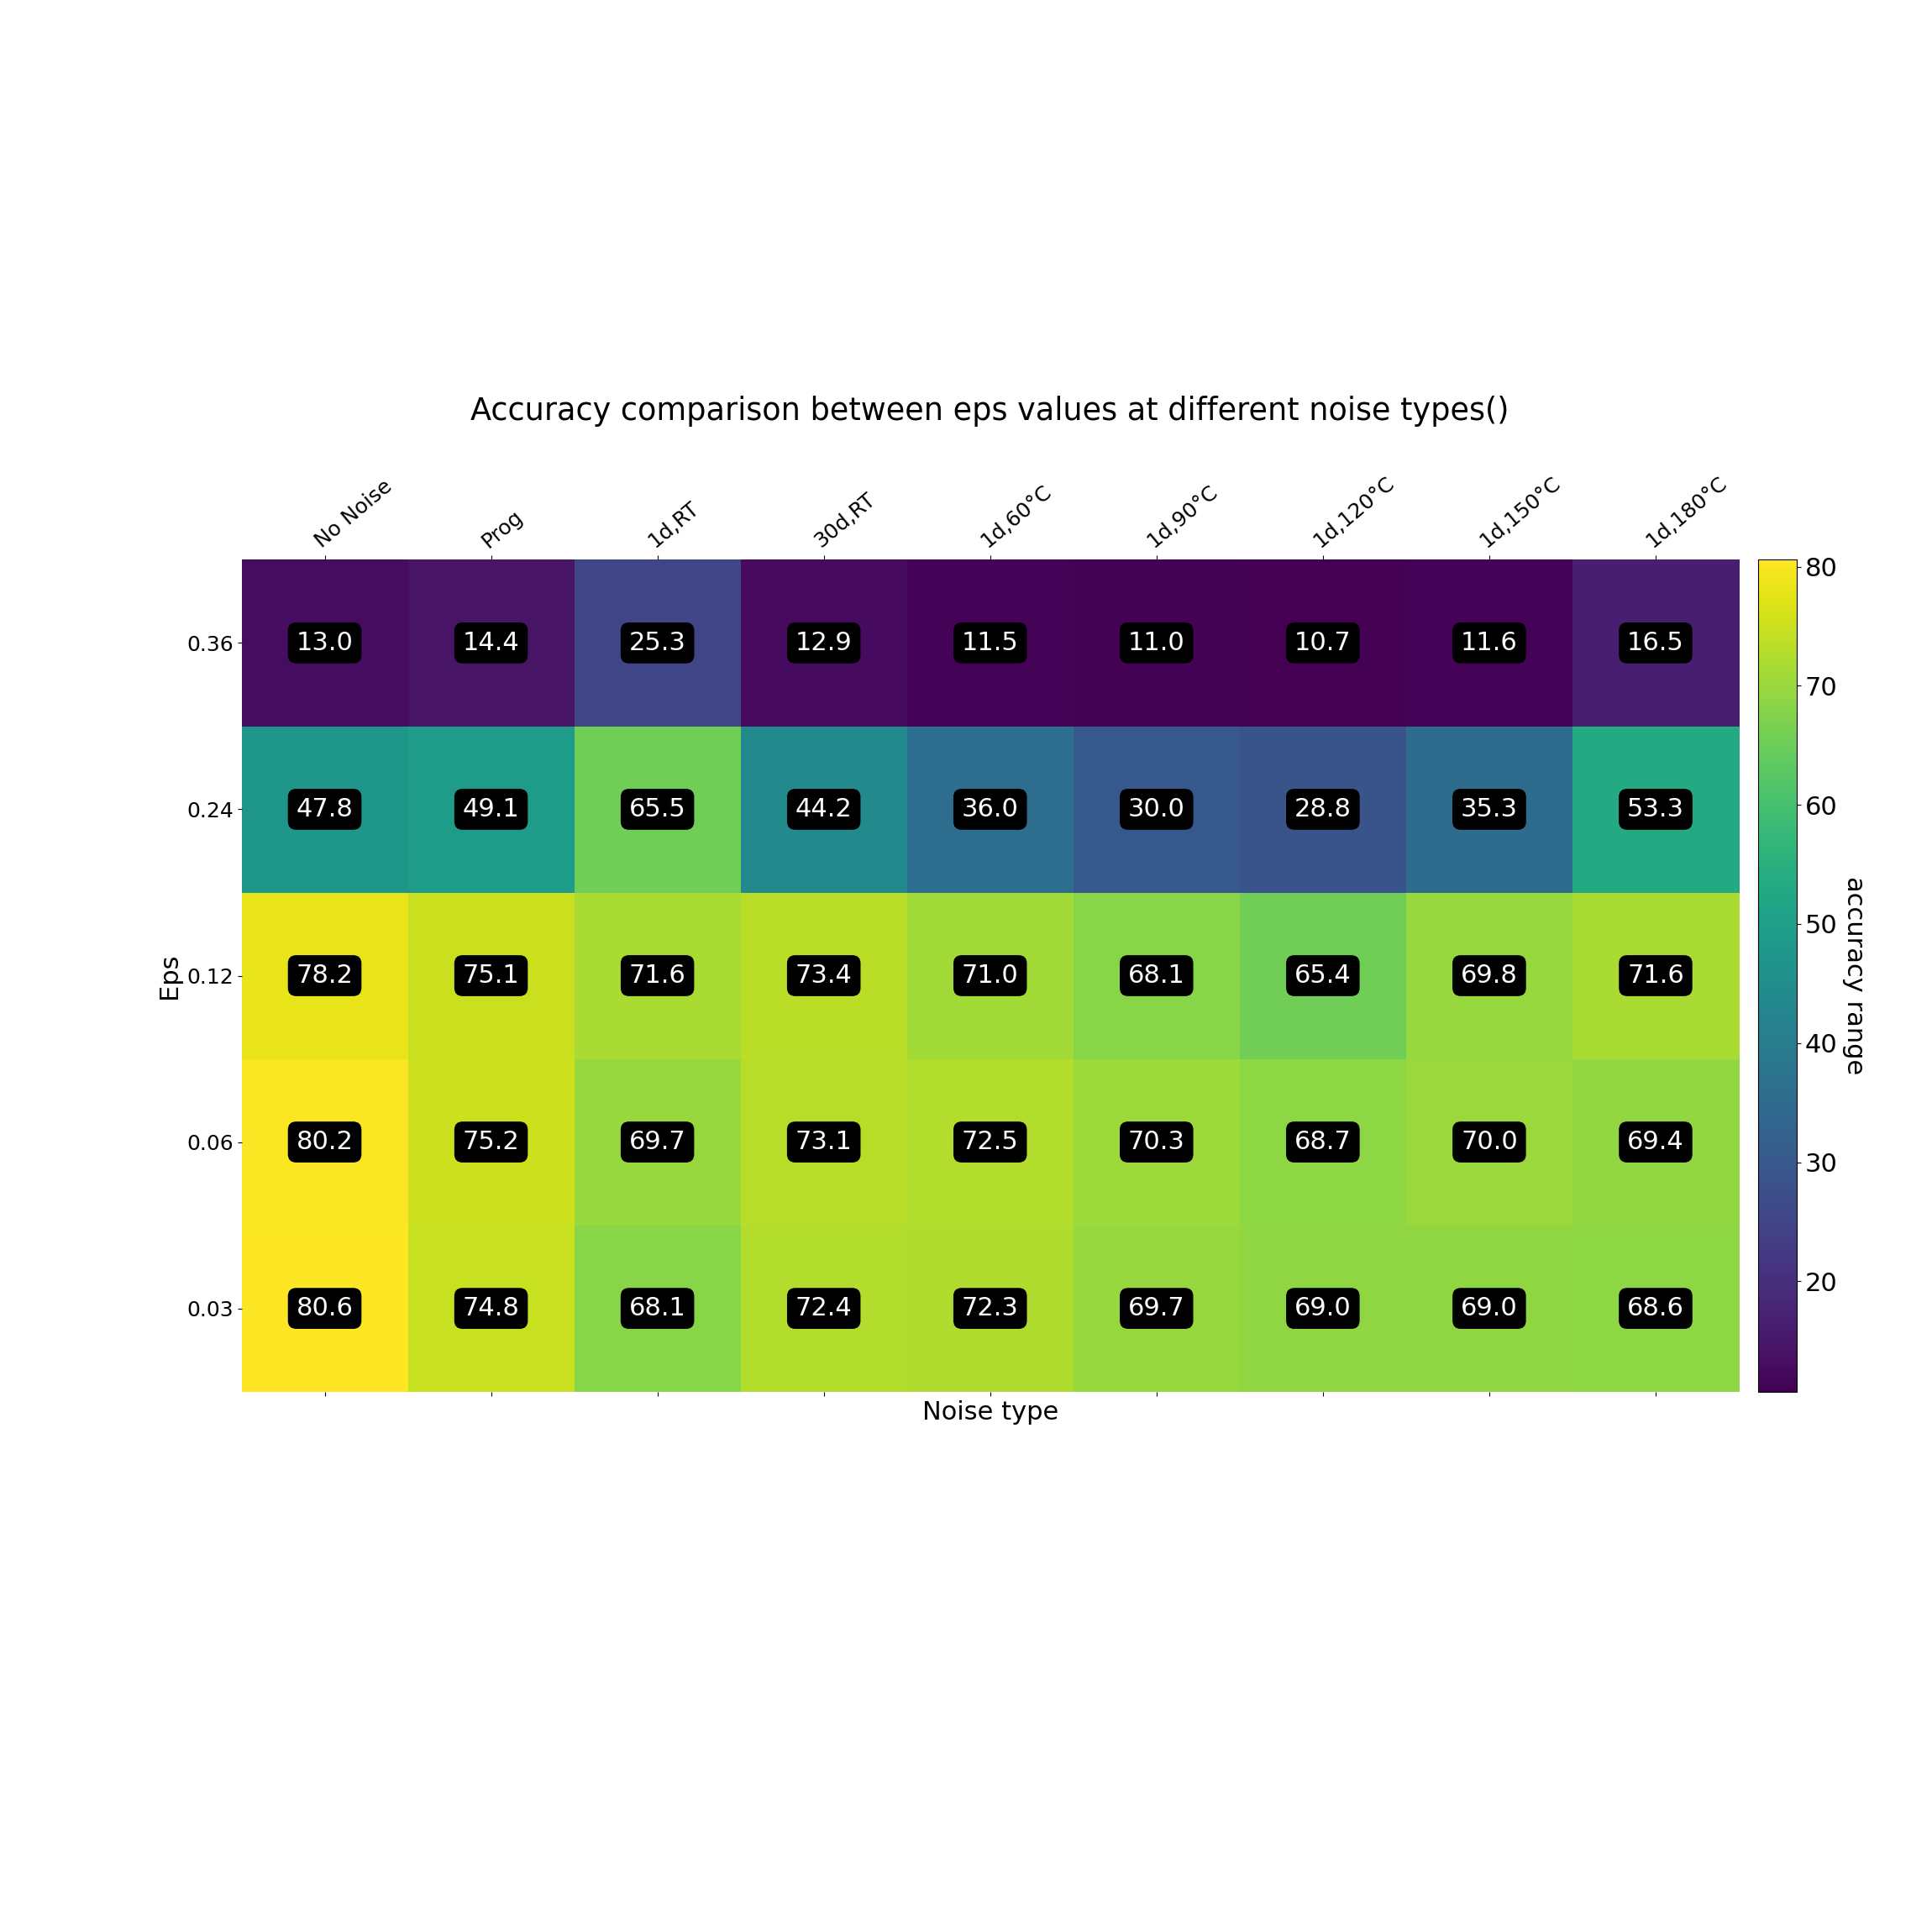 Accuracy comparison between eps values at different noise types()
No Noise Prog 1d,RT 30d,RT 1d,60°C 1d,90°C 1d,120°C 1d,150°C 1d,180°C
0.36 13.0 14.4 25.3 12.9 11.5 11.0 10.7 11.6 16.5
0.24 47.8 49.1 65.5 44.2 36.0 30.0 28.8 35.3 53.3
0.12 78.2 75.1 71.6 73.4 71.0 68.1 65.4 69.8 71.6
0.06 80.2 75.2 69.7 73.1 72.5 70.3 68.7 70.0 69.4
0.03 80.6 74.8 68.1 72.4 72.3 69.7 69.0 69.0 68.6
Eps
Noise type
80
70
60
50
40
30
20
accuracy range